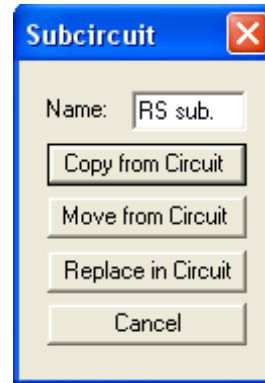 Subcircuit
Name: RS sub.
Copy from Circuit
Move from Circuit
Replace in Circuit
Cancel